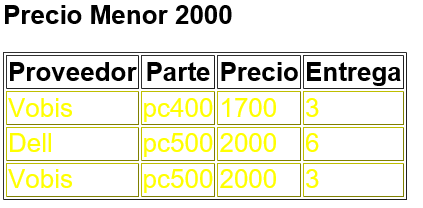 Precio Menor 2000
Proveedor Parte Precio Entrega
Vobis pc400 1700 3
Dell pc500 2000 6
Vobis pc500 2000 3